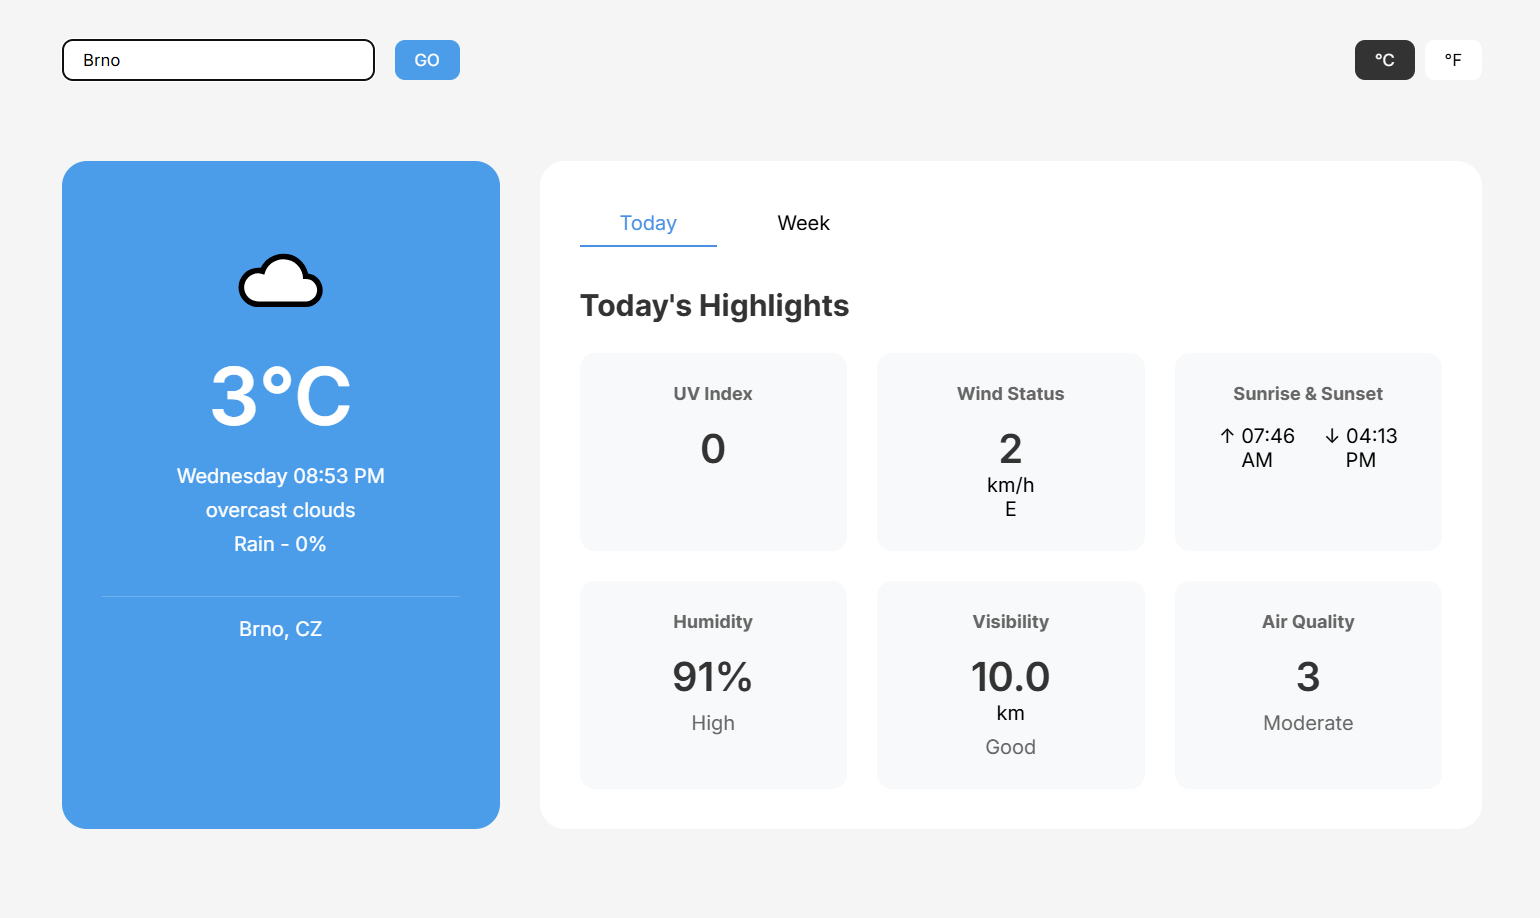 Brno
GO
°C
°F
3°C
Wednesday 08:53 PM
overcast clouds
Rain - 0%
Brno, CZ
Today
Week
Today's Highlights
UV Index
0
Wind Status
2
km/h
E
Sunrise & Sunset
↑ 07:46 AM
↓ 04:13 PM
Humidity
91%
High
Visibility
10.0
km
Good
Air Quality
3
Moderate